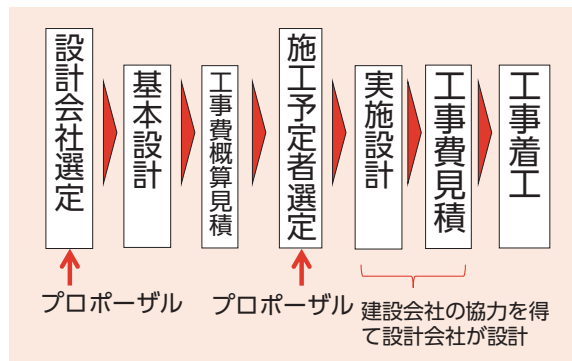 設計会社選定
基本設計
工事費概算見積
施工予定者選定
実施設計
工事費見積
工事着工
プロポーザル
プロポーザル
建設会社の協力を得
て設計会社が設計